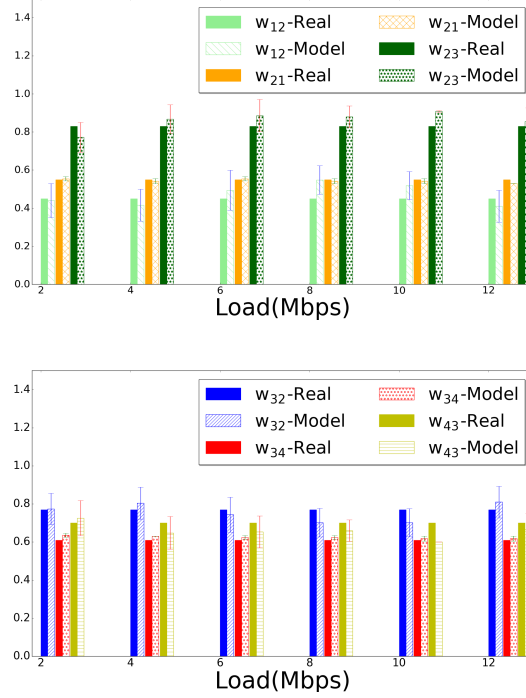 1.4
w12-Real w21-Model
1.2
w12-Model w23-Real
w21-Real w23-Model
1.0
0.8
0.6
0.4
0.2
0.0
2 4 6 8 10 12
Load(Mbps)
1.4
w32-Real w34-Model
1.2
w32-Model w43-Real
w34-Real w43-Model
1.0
0.8
0.6
0.4
0.2
0.0
2 4 6 8 10 12
Load(Mbps)